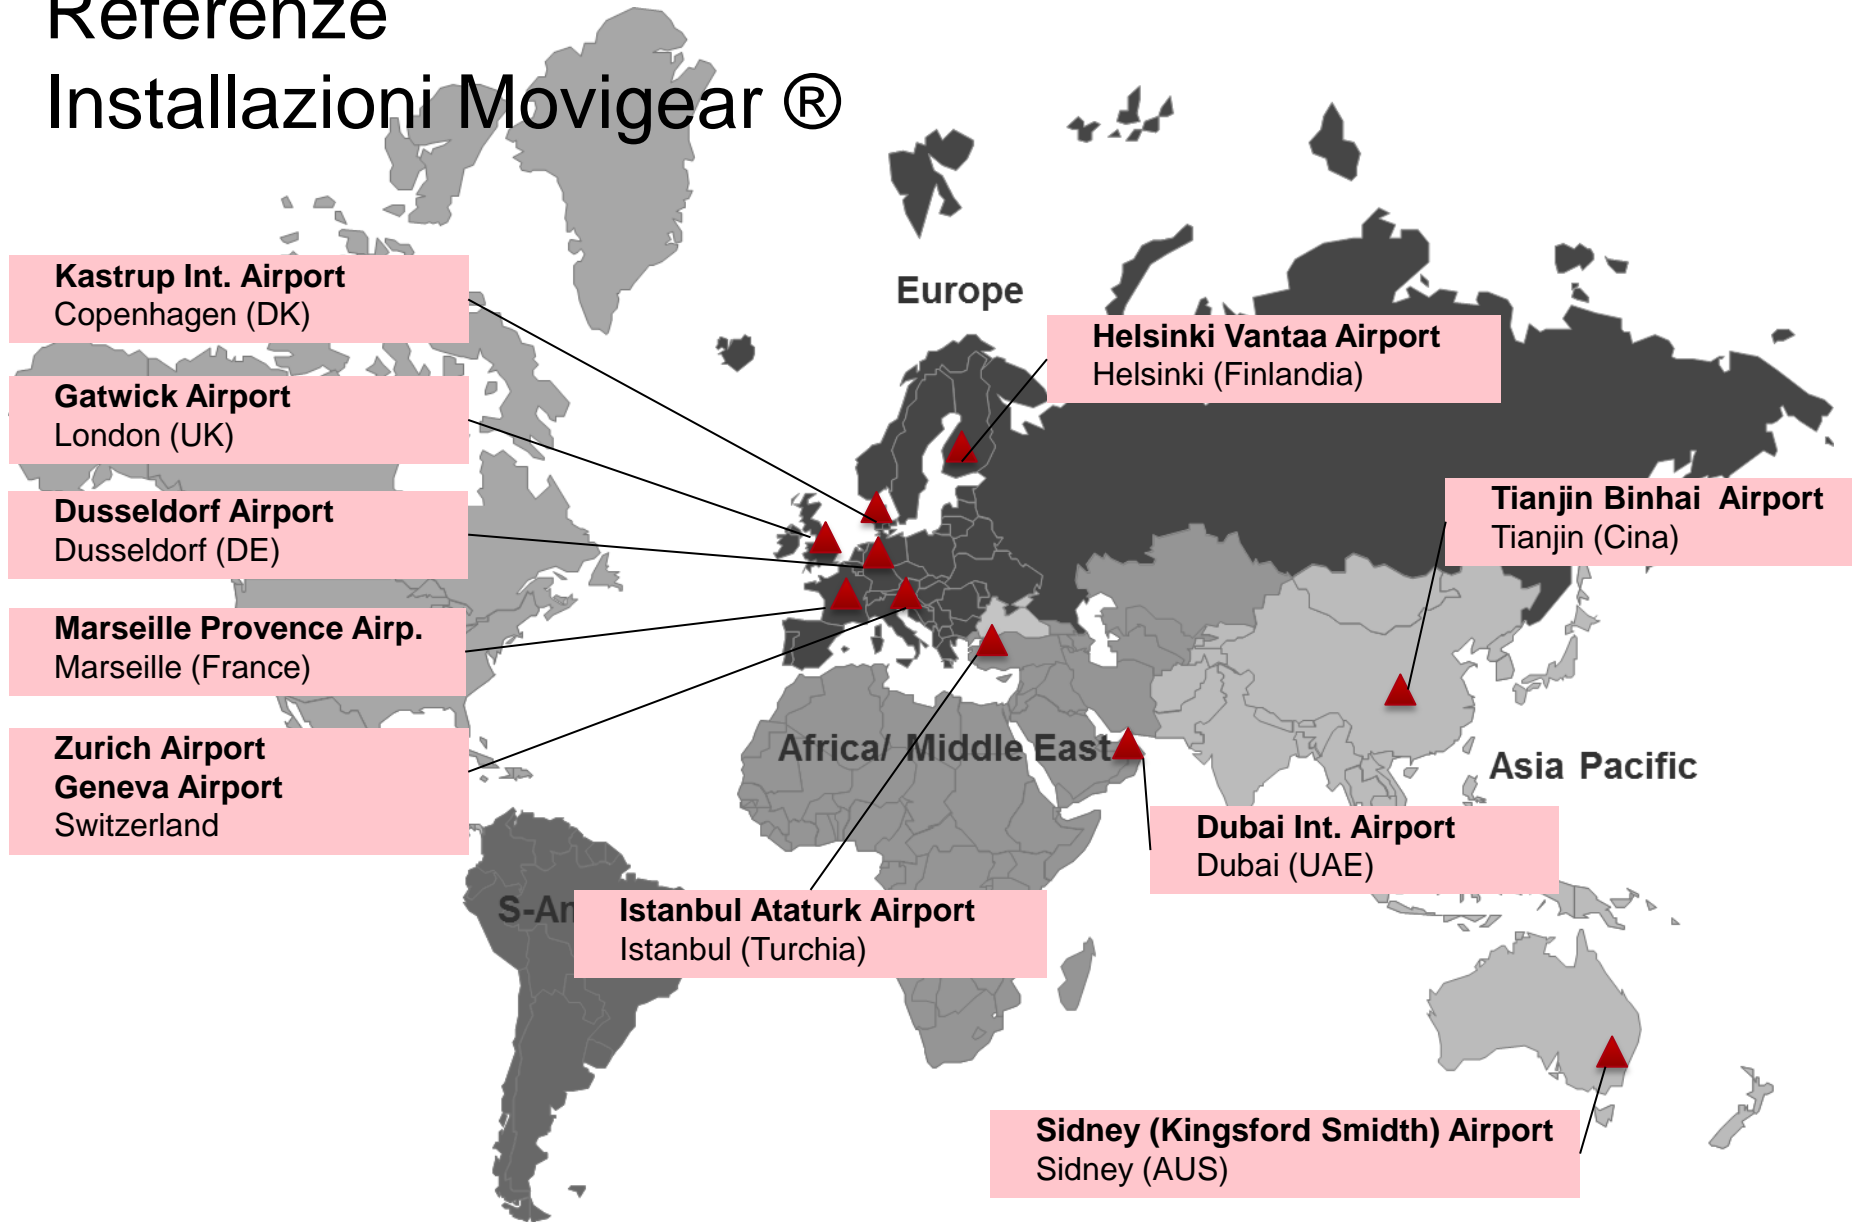 Referenze
Installazioni Movigear ®
Kastrup Int. Airport
Copenhagen (DK)
Europe
Helsinki Vantaa Airport
Helsinki (Finlandia)
Gatwick Airport
London (UK)
Dusseldorf Airport
Dusseldorf (DE)
Tianjin Binhai  Airport
Tianjin (Cina)
Marseille Provence Airp.
Marseille (France)
Zurich Airport
Geneva Airport
Switzerland
Africa/ Middle East
Asia Pacific
Dubai Int. Airport
Dubai (UAE)
S-An
Istanbul Ataturk Airport
Istanbul (Turchia)
Sidney (Kingsford Smidth) Airport
Sidney (AUS)